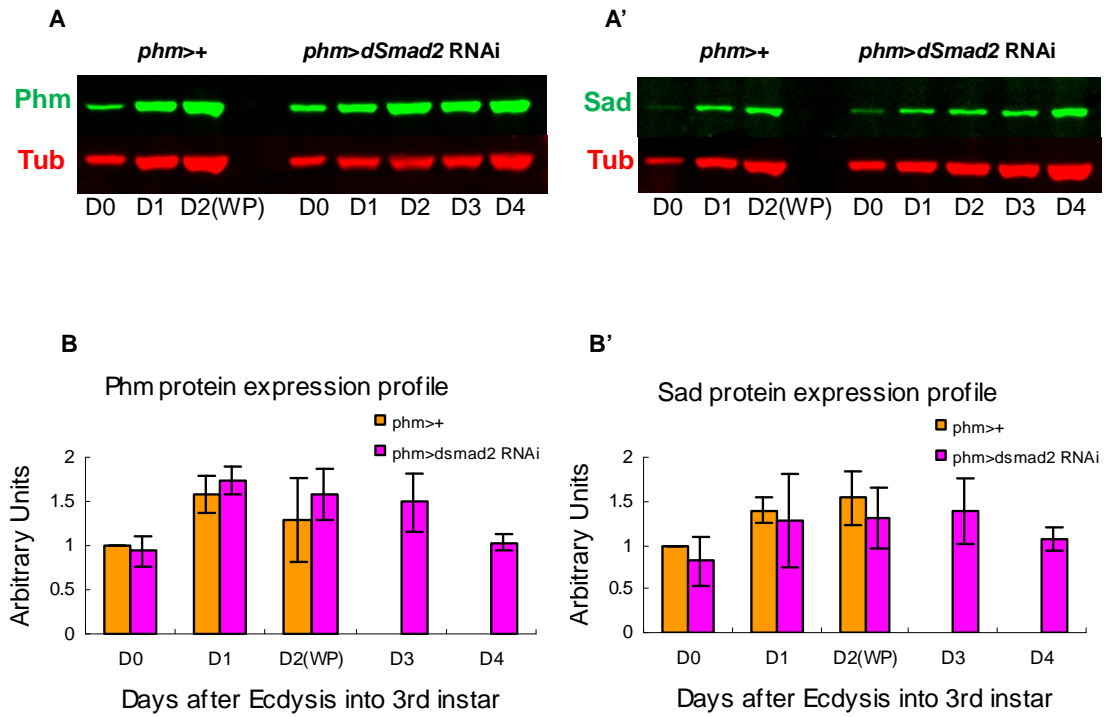 A
A’
phm>+ phm>dSmad2 RNAi
phm>+ phm>dSmad2 RNAi
Phm
Sad
Tub
Tub
D0 D1 D2(WP) D0 D1 D2 D3 D4
D0 D1 D2(WP) D0 D1 D2 D3 D4
B
Phm protein expression profile
phm>+
phm>dsmad2 RNAi
Arbitrary Units
2
1.5
1
0.5
0
D0 D1 D2(WP) D3 D4
Days after Ecdysis into 3rd instar
B’
Sad protein expression profile
phm>+
phm>dsmad2 RNAi
Arbitrary Units
2
1.5
1
0.5
0
D0 D1 D2(WP) D3 D4
Days after Ecdysis into 3rd instar